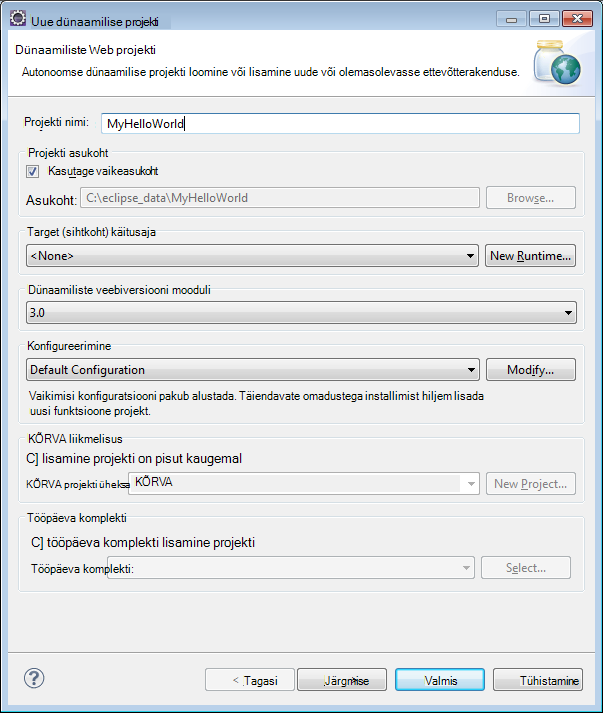 Uue dünaamilise projekti
Dünaamiliste Web projekti
Autonoomse dünaamilise projekti loomine või lisamine uude või olemasolevasse ettevõtterakenduse.
Projekti nimi: MyHelloWorld
Projekti asukoht
Kasutage vaikeasukoht
Asukoht: C:\eclipse_data\MyHelloWorld Browse...
Target (sihtkoht) käitusaja
<None> New Runtime...
Dünaamiliste veebiversiooni mooduli
3.0
Konfigureerimine
Default Configuration Modify...
Vaikimisi konfiguratsiooni pakub alustada. Täiendavate omadustega installimist hiljem lisada
uusi funktsioone projekt.
KÕRVA liikmelisus
C] lisamine projekti on pisut kaugemal
KÕRVA projekti üheksa KÕRVA New Project...
Tööpäeva komplekti
C] tööpäeva komplekti lisamine projekti
Tööpäeva komplekti: Select...
? < Tagasi Järgmise > Valmis Tühistamine